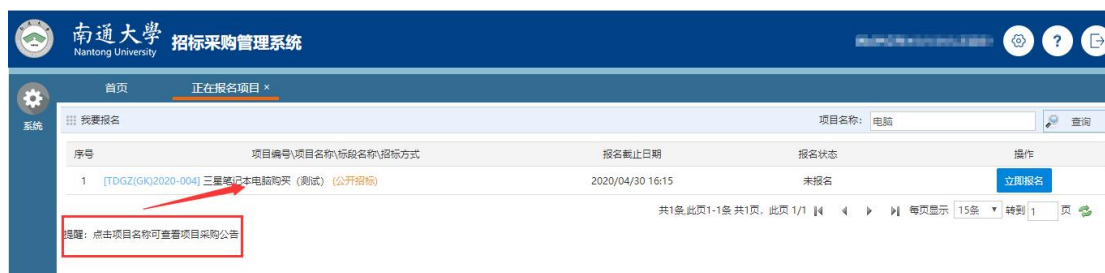 南通大學
Nantong University
招标采购管理系统
?
首页 正在报名项目 ×
系统
我要报名 项目名称: 电脑 查询
序号 项目编号\项目名称\标段名称\招标方式 报名截止日期 报名状态 操作
1 [TDGZ(GK)2020-004] 三星笔记本电脑购买（测试） (公开招标) 2020/04/30 16:15 未报名 立即报名
共1条,此页1-1条 共1页, 此页 1/1 每页显示 15条 转到 1 页
提醒：点击项目名称可查看项目采购公告